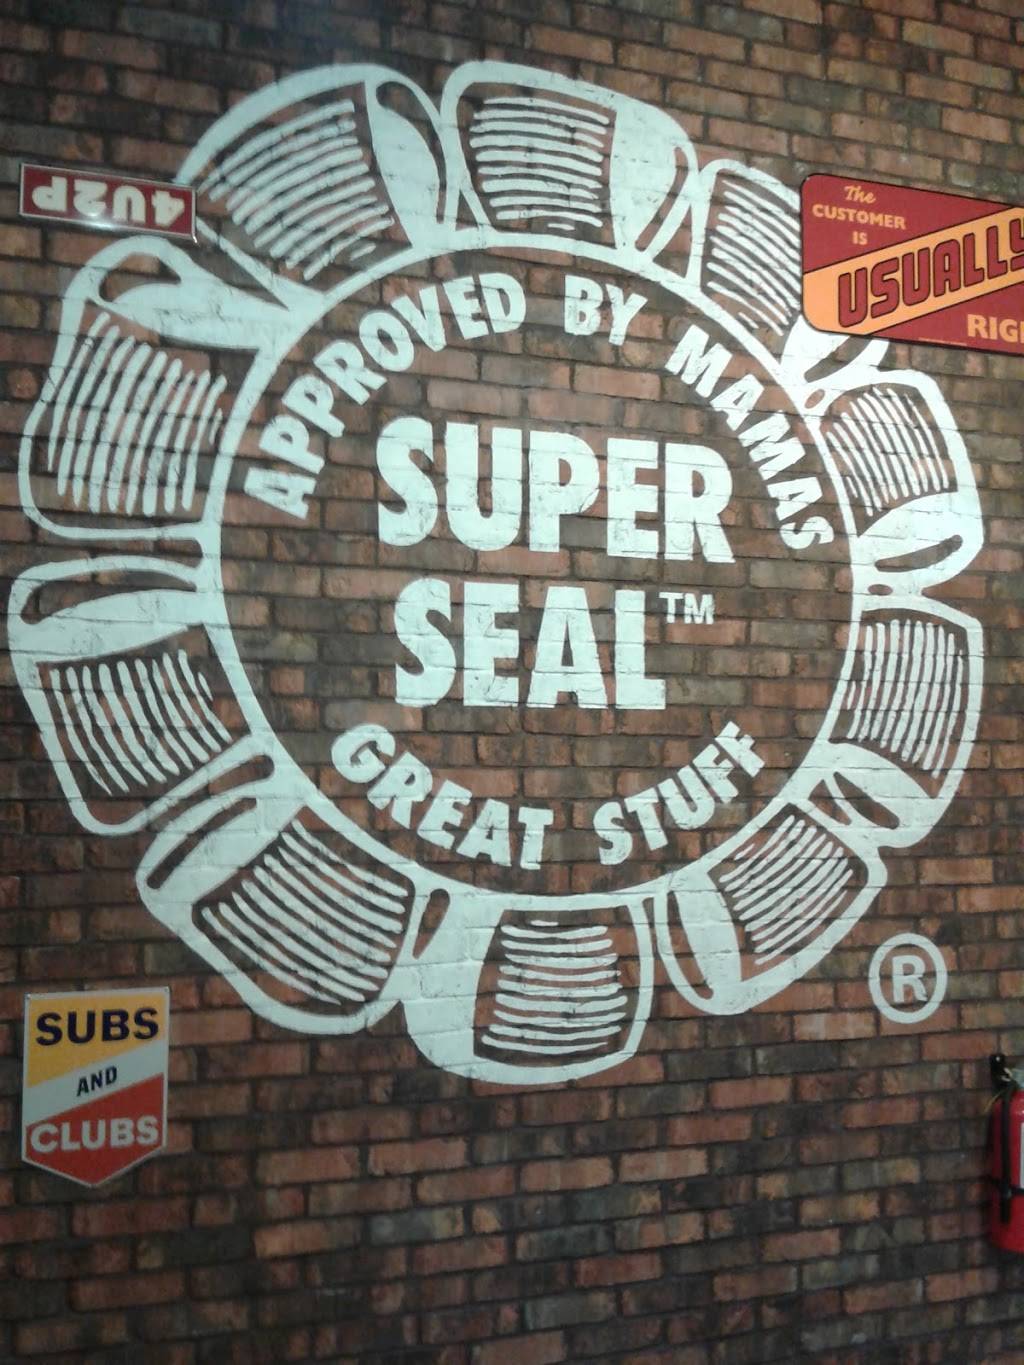 4U2P
The
CUSTOMER
IS
USUALLY
RIG
APPROVED BY MAMAS
SUPER
SEAL™
GREAT STUFF
®
SUBS
AND
CLUBS